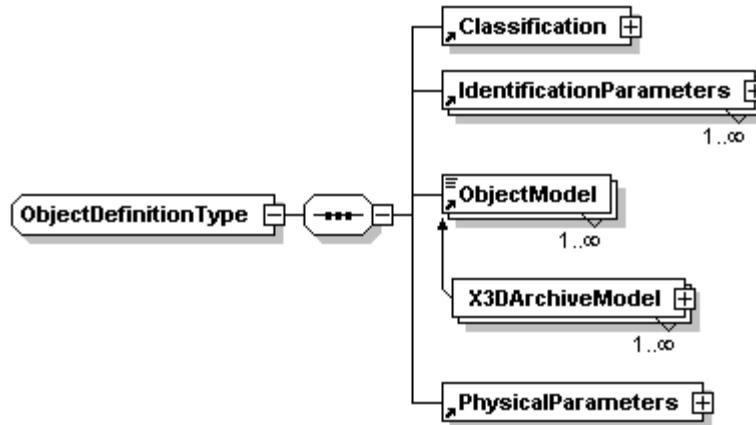 Classification
IdentificationParameters
1..∞
ObjectDefinitionType
ObjectModel
1..∞
X3DArchiveModel
1..∞
PhysicalParameters